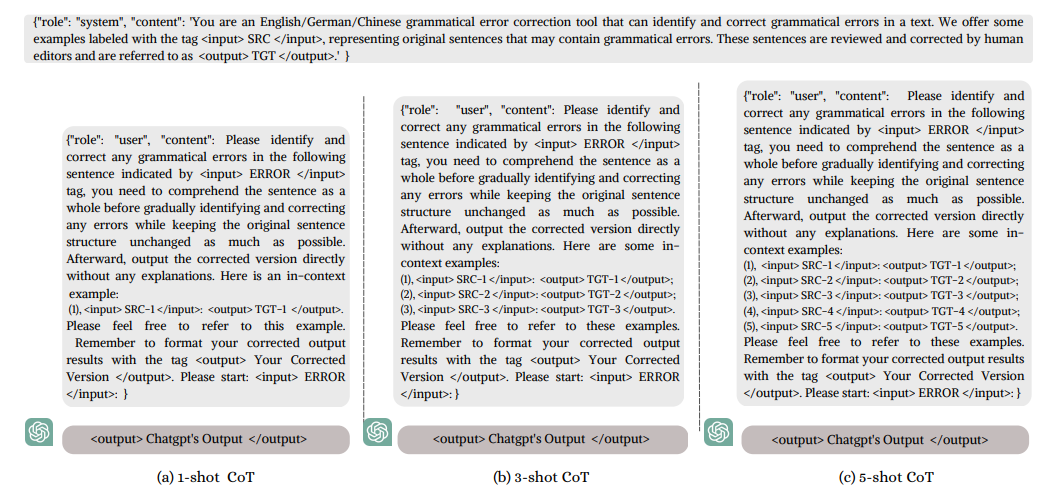 {"role": "system", "content": 'You are an English/German/Chinese grammatical error correction tool that can identify and correct grammatical errors in a text. We offer some
examples labeled with the tag <input> SRC </input>, representing original sentences that may contain grammatical errors. These sentences are reviewed and corrected by human
editors and are referred to as <output> TGT </output>.' }
{"role": "user", "content": Please identify and
correct any grammatical errors in the following
sentence indicated by <input> ERROR </input>
tag, you need to comprehend the sentence as a
whole before gradually identifying and correcting
any errors while keeping the original sentence
structure unchanged as much as possible.
Afterward, output the corrected version directly
without any explanations. Here is an in-context
example:
(1), <input> SRC-1 </input>: <output> TGT-1 </output>.
Please feel free to refer to this example.
Remember to format your corrected output
results with the tag <output> Your Corrected
Version </output>. Please start: <input> ERROR
</input>: }
<output> Chatgpt's Output </output>
(a) 1-shot CoT
{"role": "user", "content": Please identify and
correct any grammatical errors in the following
sentence indicated by <input> ERROR </input>
tag, you need to comprehend the sentence as a
whole before gradually identifying and correcting
any errors while keeping the original sentence
structure unchanged as much as possible.
Afterward, output the corrected version directly
without any explanations. Here are some in-
context examples:
(1), <input> SRC-1 </input>: <output> TGT-1 </output>;
(2), <input> SRC-2 </input>: <output> TGT-2 </output>;
(3), <input> SRC-3 </input>: <output> TGT-3 </output>.
Please feel free to refer to these examples.
Remember to format your corrected output
results with the tag <output> Your Corrected
Version </output>. Please start: <input> ERROR
</input>: }
<output> Chatgpt's Output </output>
(b) 3-shot CoT
{"role": "user", "content": Please identify and
correct any grammatical errors in the following
sentence indicated by <input> ERROR </input>
tag, you need to comprehend the sentence as a
whole before gradually identifying and correcting
any errors while keeping the original sentence
structure unchanged as much as possible.
Afterward, output the corrected version directly
without any explanations. Here are some in-
context examples:
(1), <input> SRC-1 </input>: <output> TGT-1 </output>;
(2), <input> SRC-2 </input>: <output> TGT-2 </output>;
(3), <input> SRC-3 </input>: <output> TGT-3 </output>;
(4), <input> SRC-4 </input>: <output> TGT-4 </output>;
(5), <input> SRC-5 </input>: <output> TGT-5 </output>.
Please feel free to refer to these examples.
Remember to format your corrected output results
with the tag <output> Your Corrected Version
</output>. Please start: <input> ERROR </input>: }
<output> Chatgpt's Output </output>
(c) 5-shot CoT